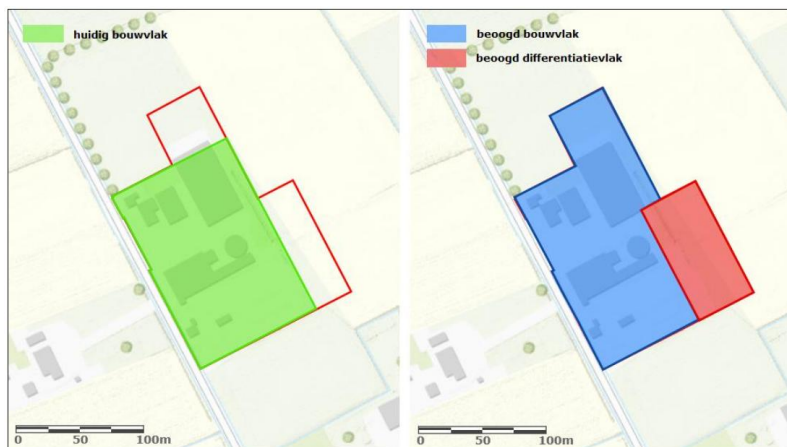 huidig bouwvlak
0 50 100m
beoogd bouwvlak
beoogd differentiatievlak
0 50 100m